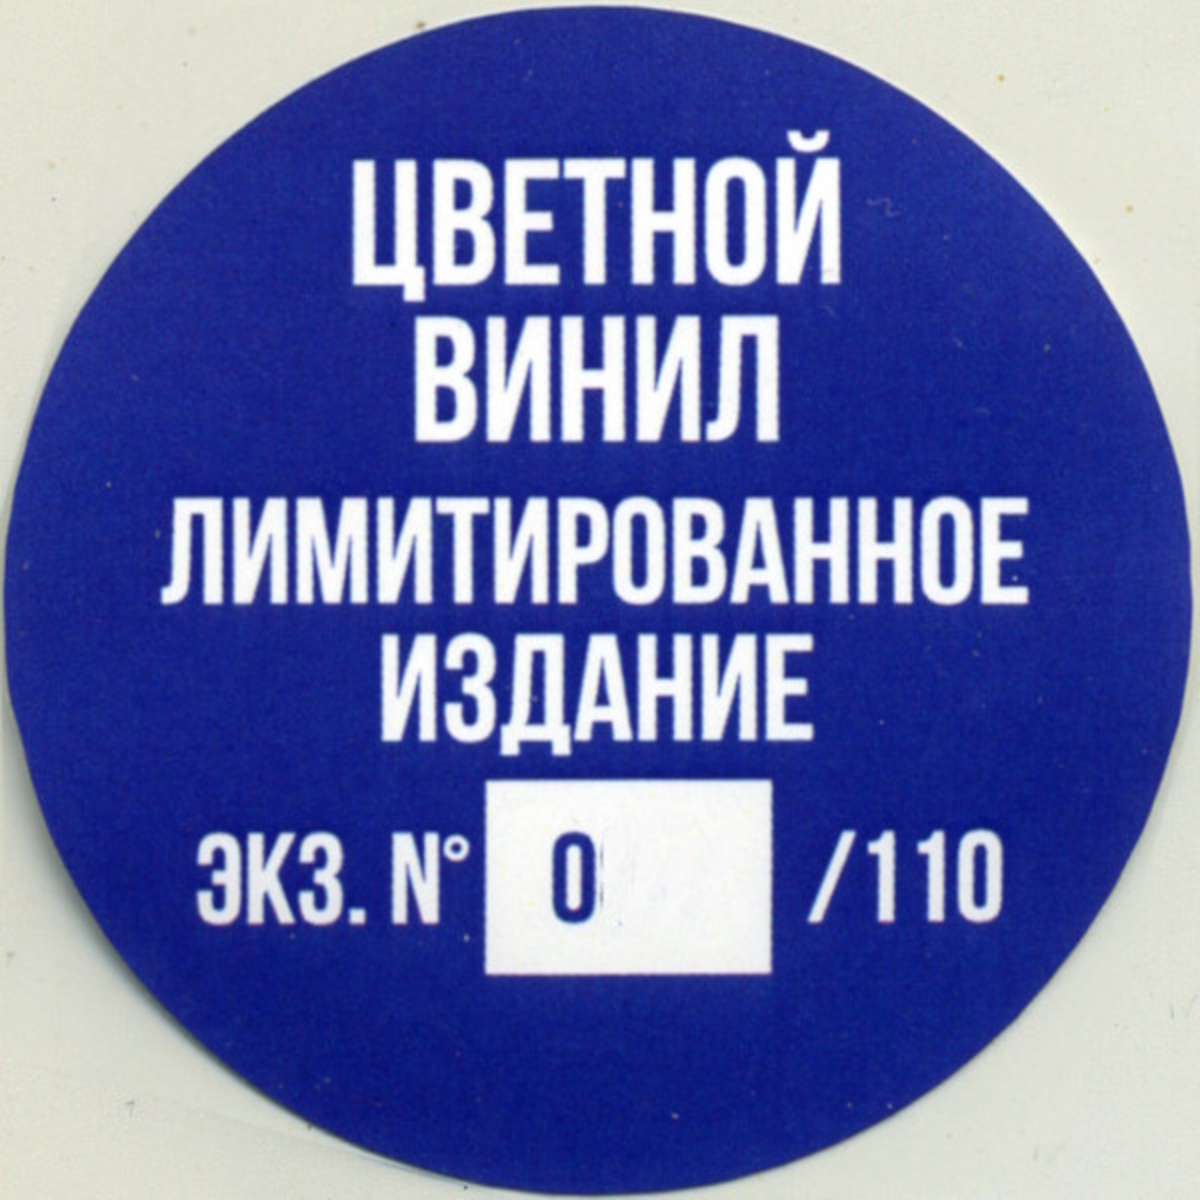 ЦВЕТНОЙ
ВИНИЛ
ЛИМИТИРОВАННОЕ
ИЗДАНИЕ
ЭКЗ. N° 0 /110